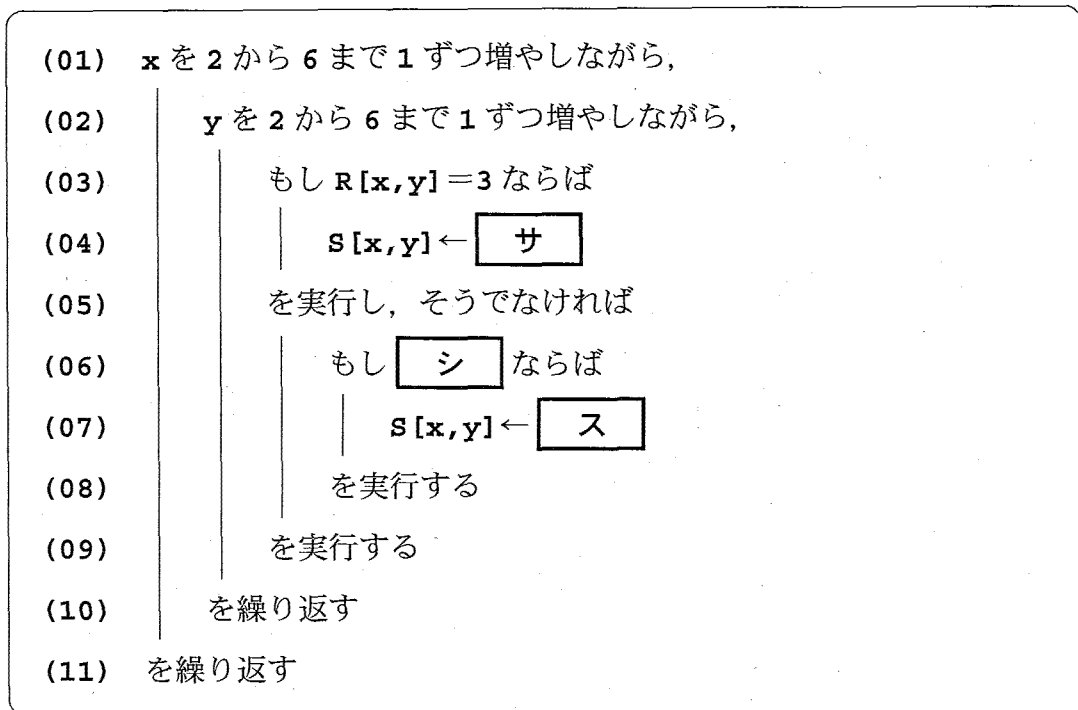 (01) xを2から6まで1ずつ増やしながら,
(02) yを2から6まで1ずつ増やしながら,
(03) もしR[x,y]=3ならば
(04) S[x,y]← サ
(05) を実行し,そうでなければ
(06) もし シ ならば
(07) S[x,y]← ス
(08) を実行する
(09) を実行する
(10) を繰り返す
(11) を繰り返す